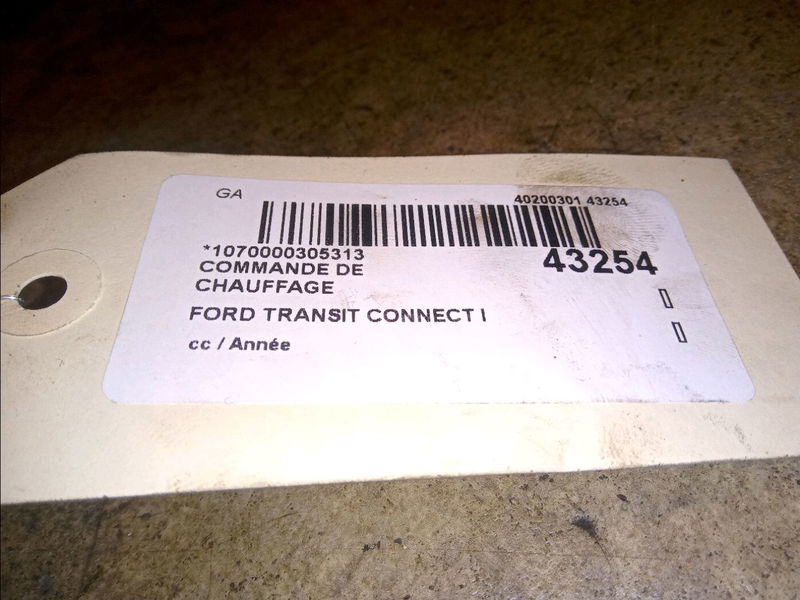 GA
40200301 43254
*1070000305313
43254
COMMANDE DE
CHAUFFAGE
FORD TRANSIT CONNECT I
cc / Année